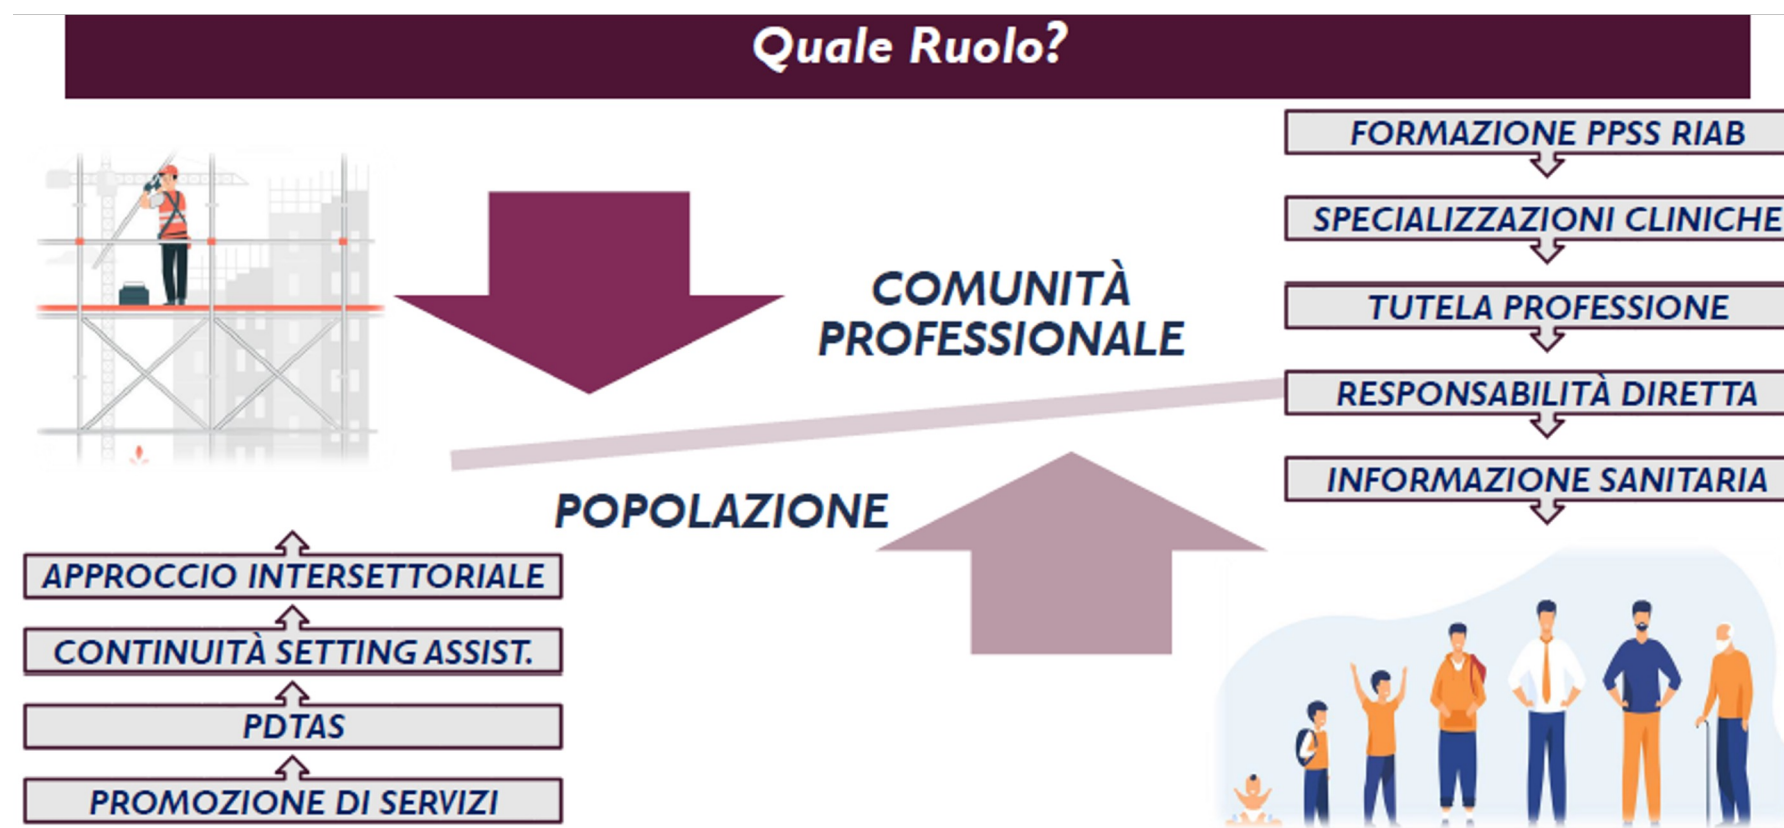 Quale Ruolo?
FORMAZIONE PPSS RIAB
SPECIALIZZAZIONI CLINICHE
TUTELA PROFESSIONE
RESPONSABILITÀ DIRETTA
INFORMAZIONE SANITARIA
COMUNITÀ
PROFESSIONALE
POPOLAZIONE
APPROCCIO INTERSETTORIALE
CONTINUITÀ SETTING ASSIST.
PDTAS
PROMOZIONE DI SERVIZI